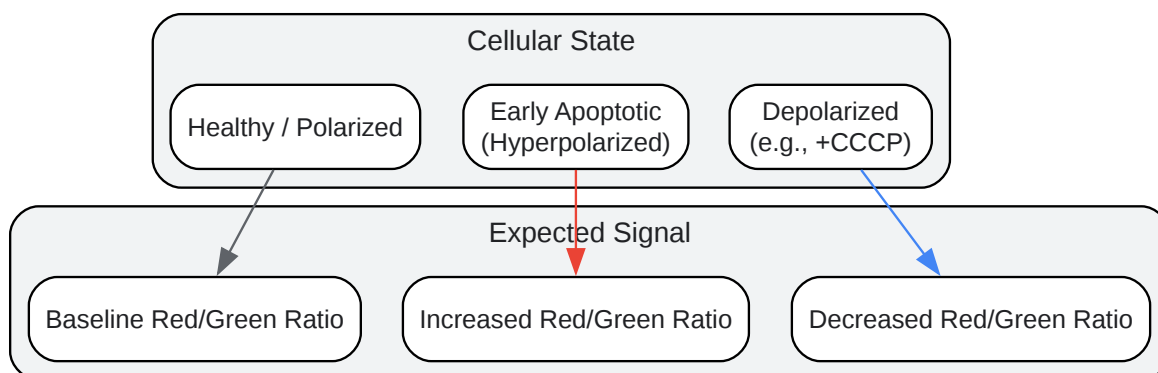 Cellular State
Healthy / Polarized
Early Apoptotic
(Hyperpolarized)
Depolarized
(e.g., +CCCP)
Expected Signal
Baseline Red/Green Ratio
Increased Red/Green Ratio
Decreased Red/Green Ratio